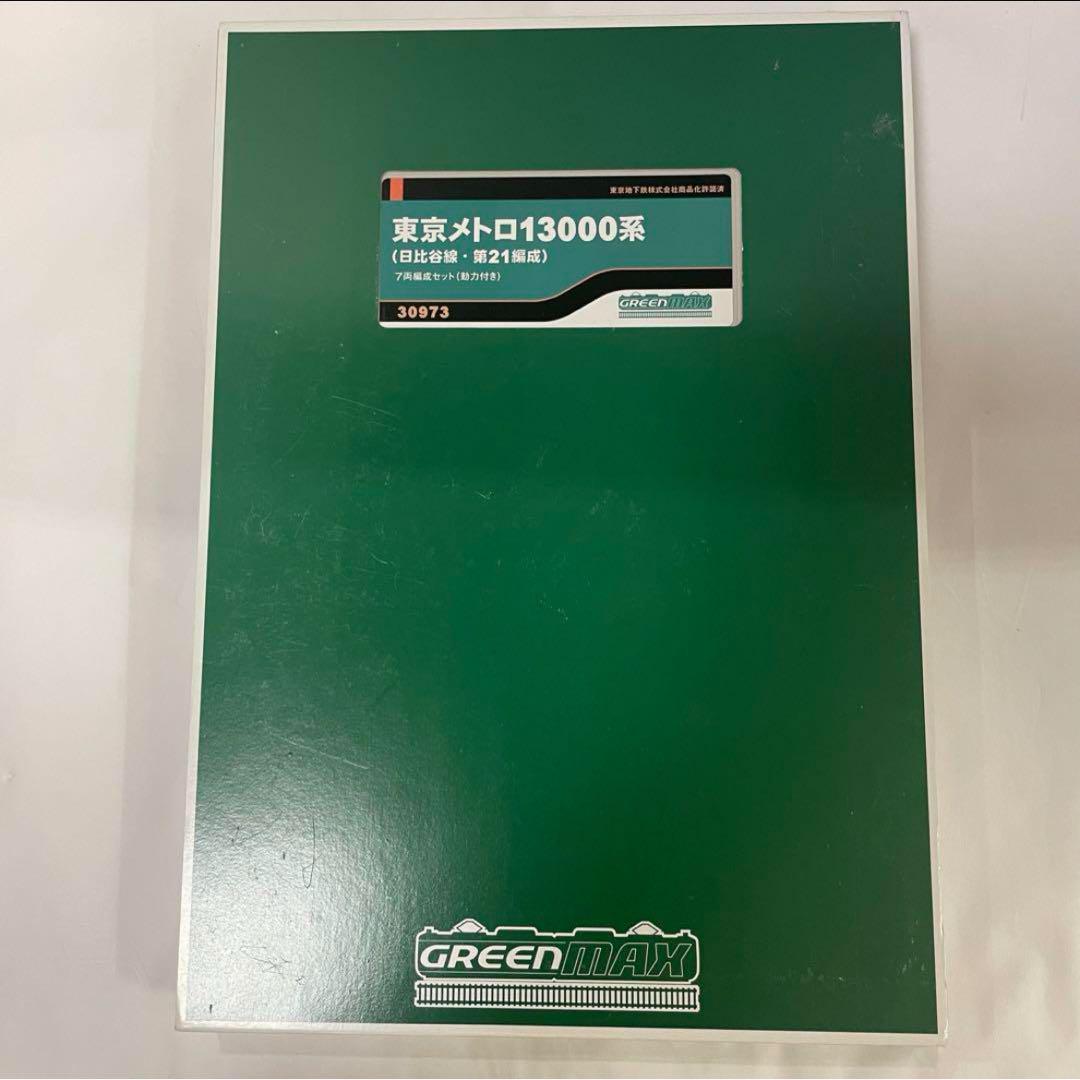 東京地下鉄株式会社商品化許諾済
東京メトロ13000系
(日比谷線・第21編成)
7両編成セット(動力付き)
GREENMAX
30973
GREENMAX